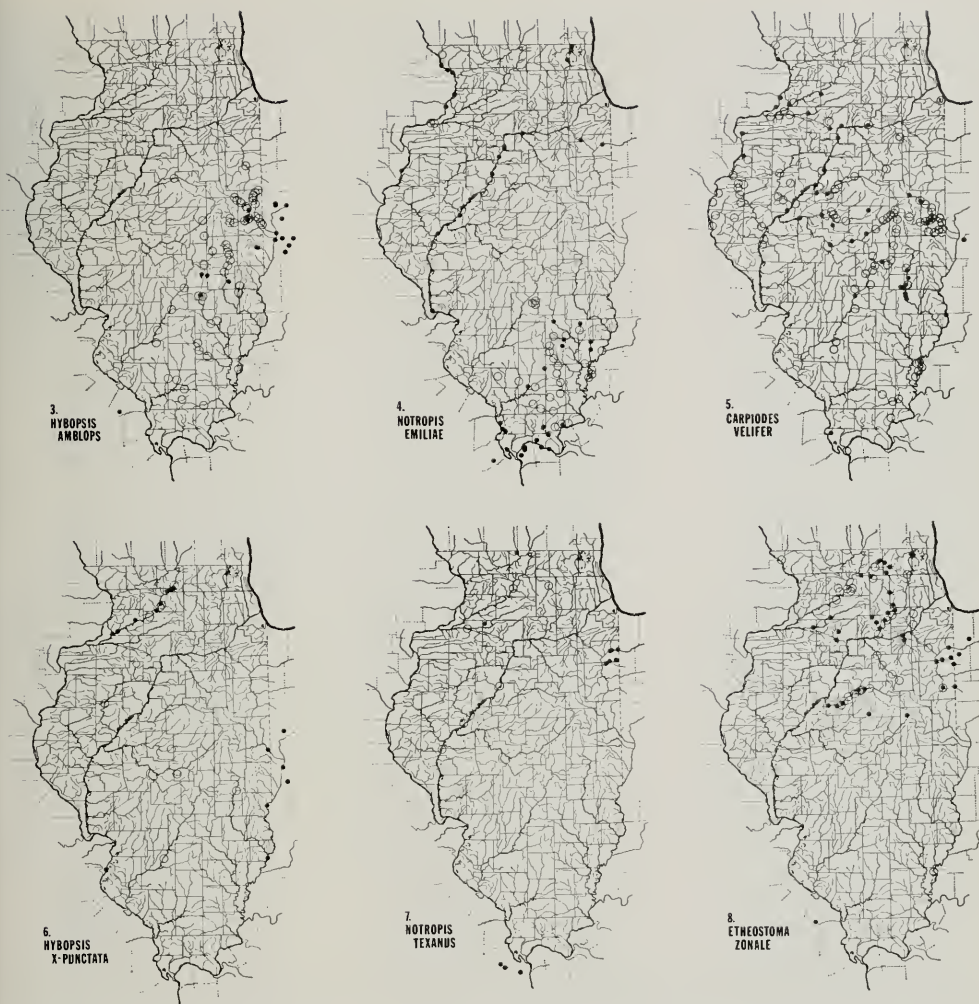 3.
HYBOPSIS
AMBLOPS
4.
NOTROPIS
EMILIAE
5.
CARPIODES
VELIFER
6.
HYBOPSIS
X-PUNCTATA
7.
NOTROPIS
TEXANUS
8.
ETHEOSTOMA
ZONALE